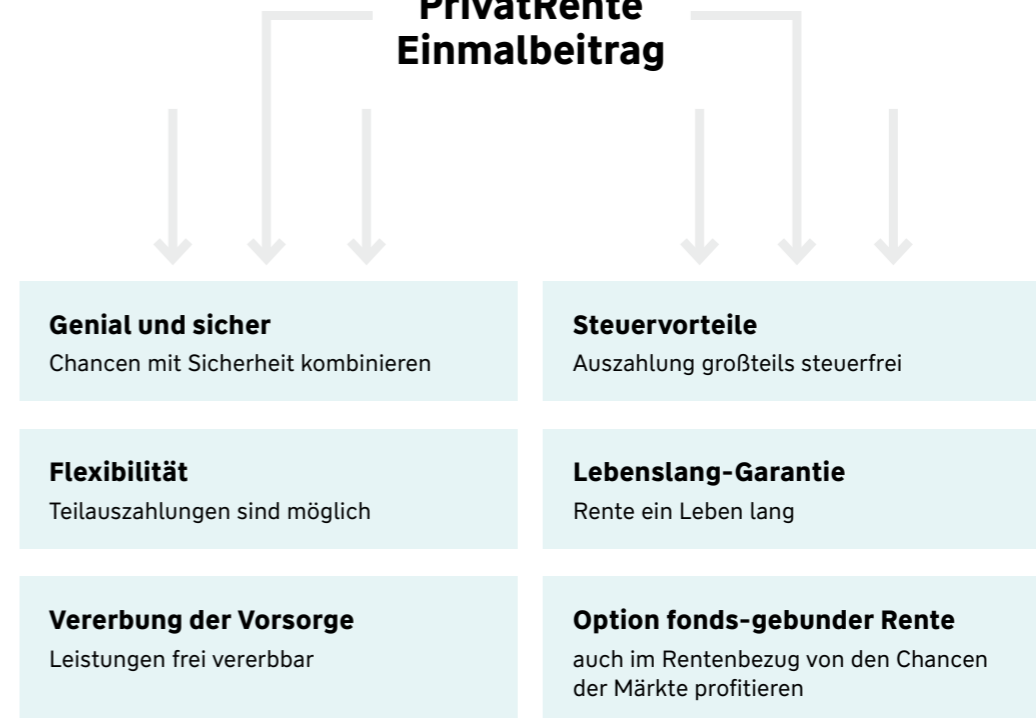 PrivatRente
Einmalbeitrag
Genial und sicher
Chancen mit Sicherheit kombinieren
Steuervorteile
Auszahlung großteils steuerfrei
Flexibilität
Teilauszahlungen sind möglich
Lebenslang-Garantie
Rente ein Leben lang
Vererbung der Vorsorge
Leistungen frei vererbbar
Option fonds-gebunder Rente
auch im Rentenbezug von den Chancen
der Märkte profitieren